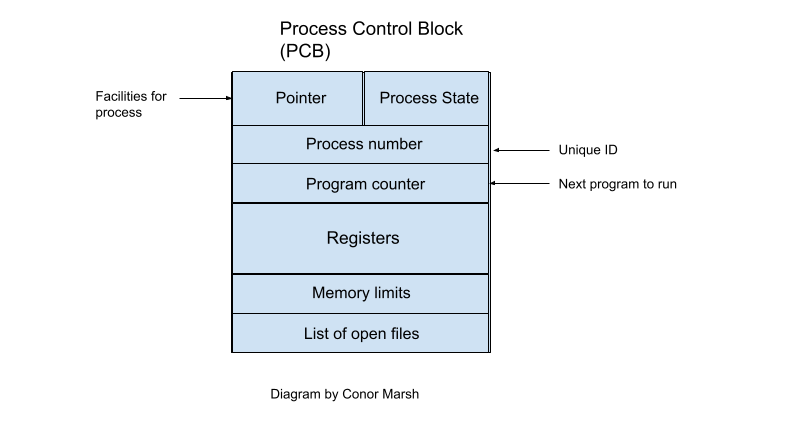 Process Control Block
(PCB)
Facilities for
process
Pointer
Process State
Process number
Unique ID
Program counter
Next program to run
Registers
Memory limits
List of open files
Diagram by Conor Marsh